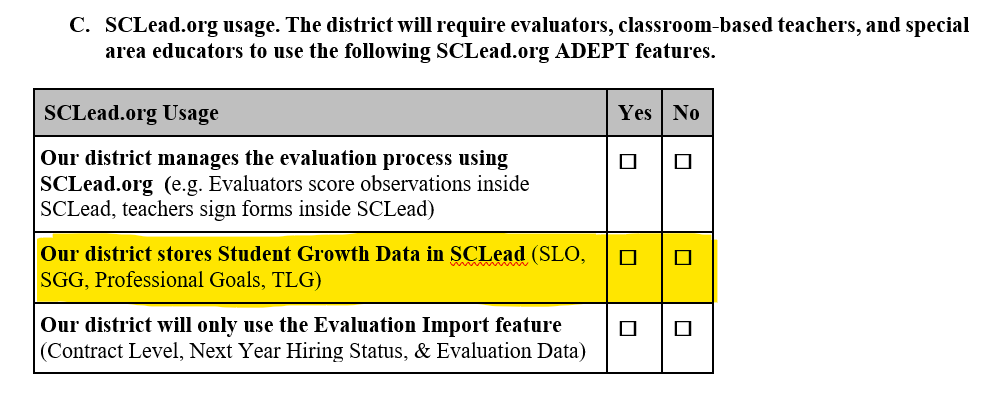 C. SCLead.org usage. The district will require evaluators, classroom-based teachers, and special
area educators to use the following SCLead.org ADEPT features.
SCLead.org Usage Yes No
Our district manages the evaluation process using ☐ ☐
SCLead.org (e.g. Evaluators score observations inside
SCLead, teachers sign forms inside SCLead)
Our district stores Student Growth Data in SCLead (SLO, ☐ ☐
SGG, Professional Goals, TLG)
Our district will only use the Evaluation Import feature ☐ ☐
(Contract Level, Next Year Hiring Status, & Evaluation Data)